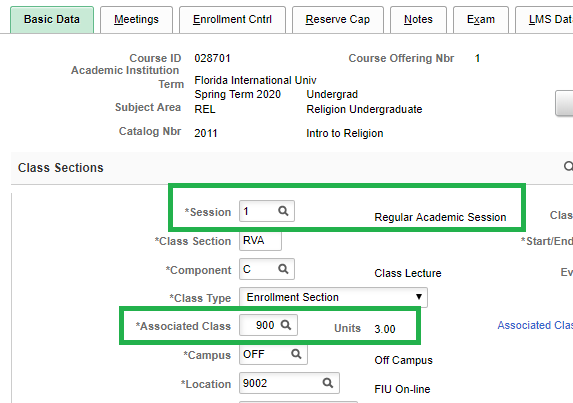 Basic Data Meetings Enrollment Cntrl Reserve Cap Notes Exam LMS Data
Course ID 028701 Course Offering Nbr 1
Academic Institution Florida International Univ
Term Spring Term 2020 Undergrad
Subject Area REL Religion Undergraduate
Catalog Nbr 2011 Intro to Religion
Class Sections
*Session 1 Regular Academic Session Clas
*Class Section RVA *Start/End
*Component C Class Lecture Ev
*Class Type Enrollment Section
*Associated Class 900 Units 3.00 Associated Clas
*Campus OFF Off Campus
*Location 9002 FIU On-line